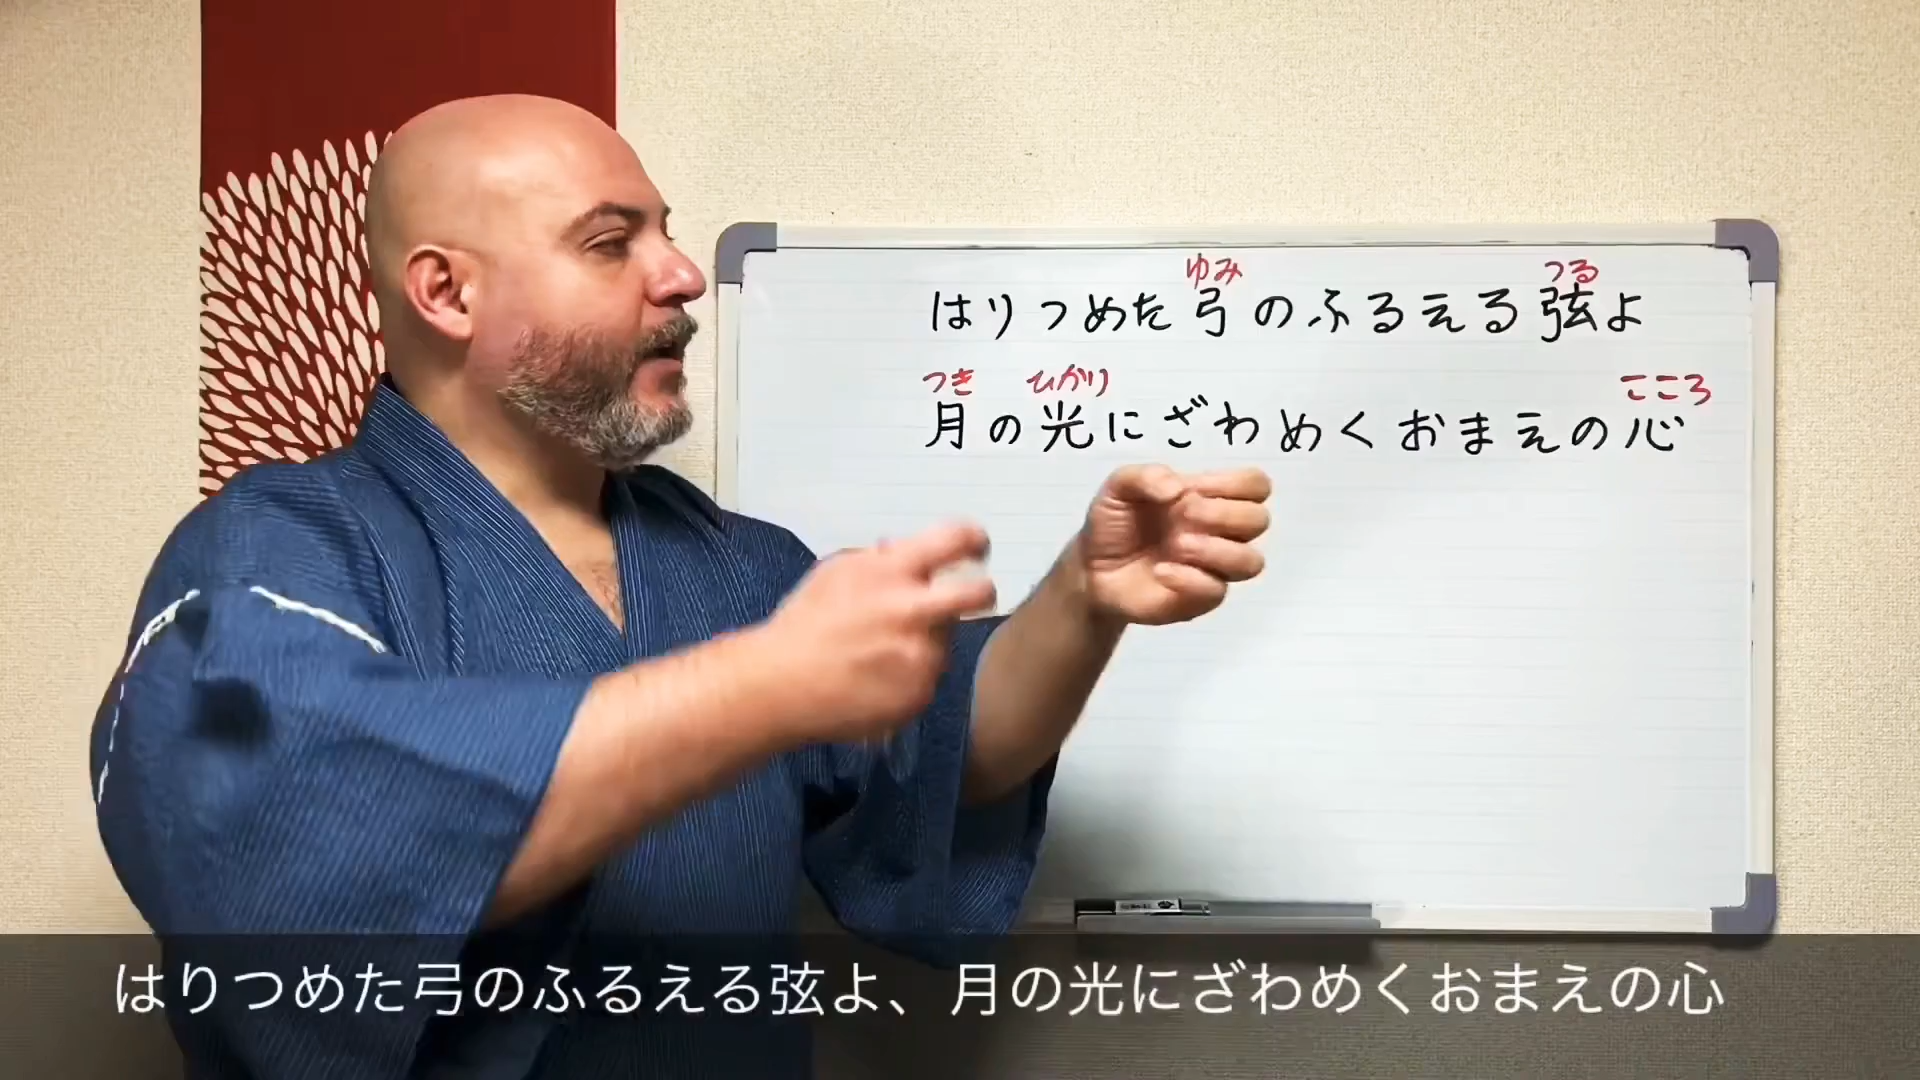 ゆみ つる
はりつめた弓のふるえる弦よ
つき ひかり こころ
月の光にざわめくおまえの心
はりつめた弓のふるえる弦よ、月の光にざわめくおまえの心